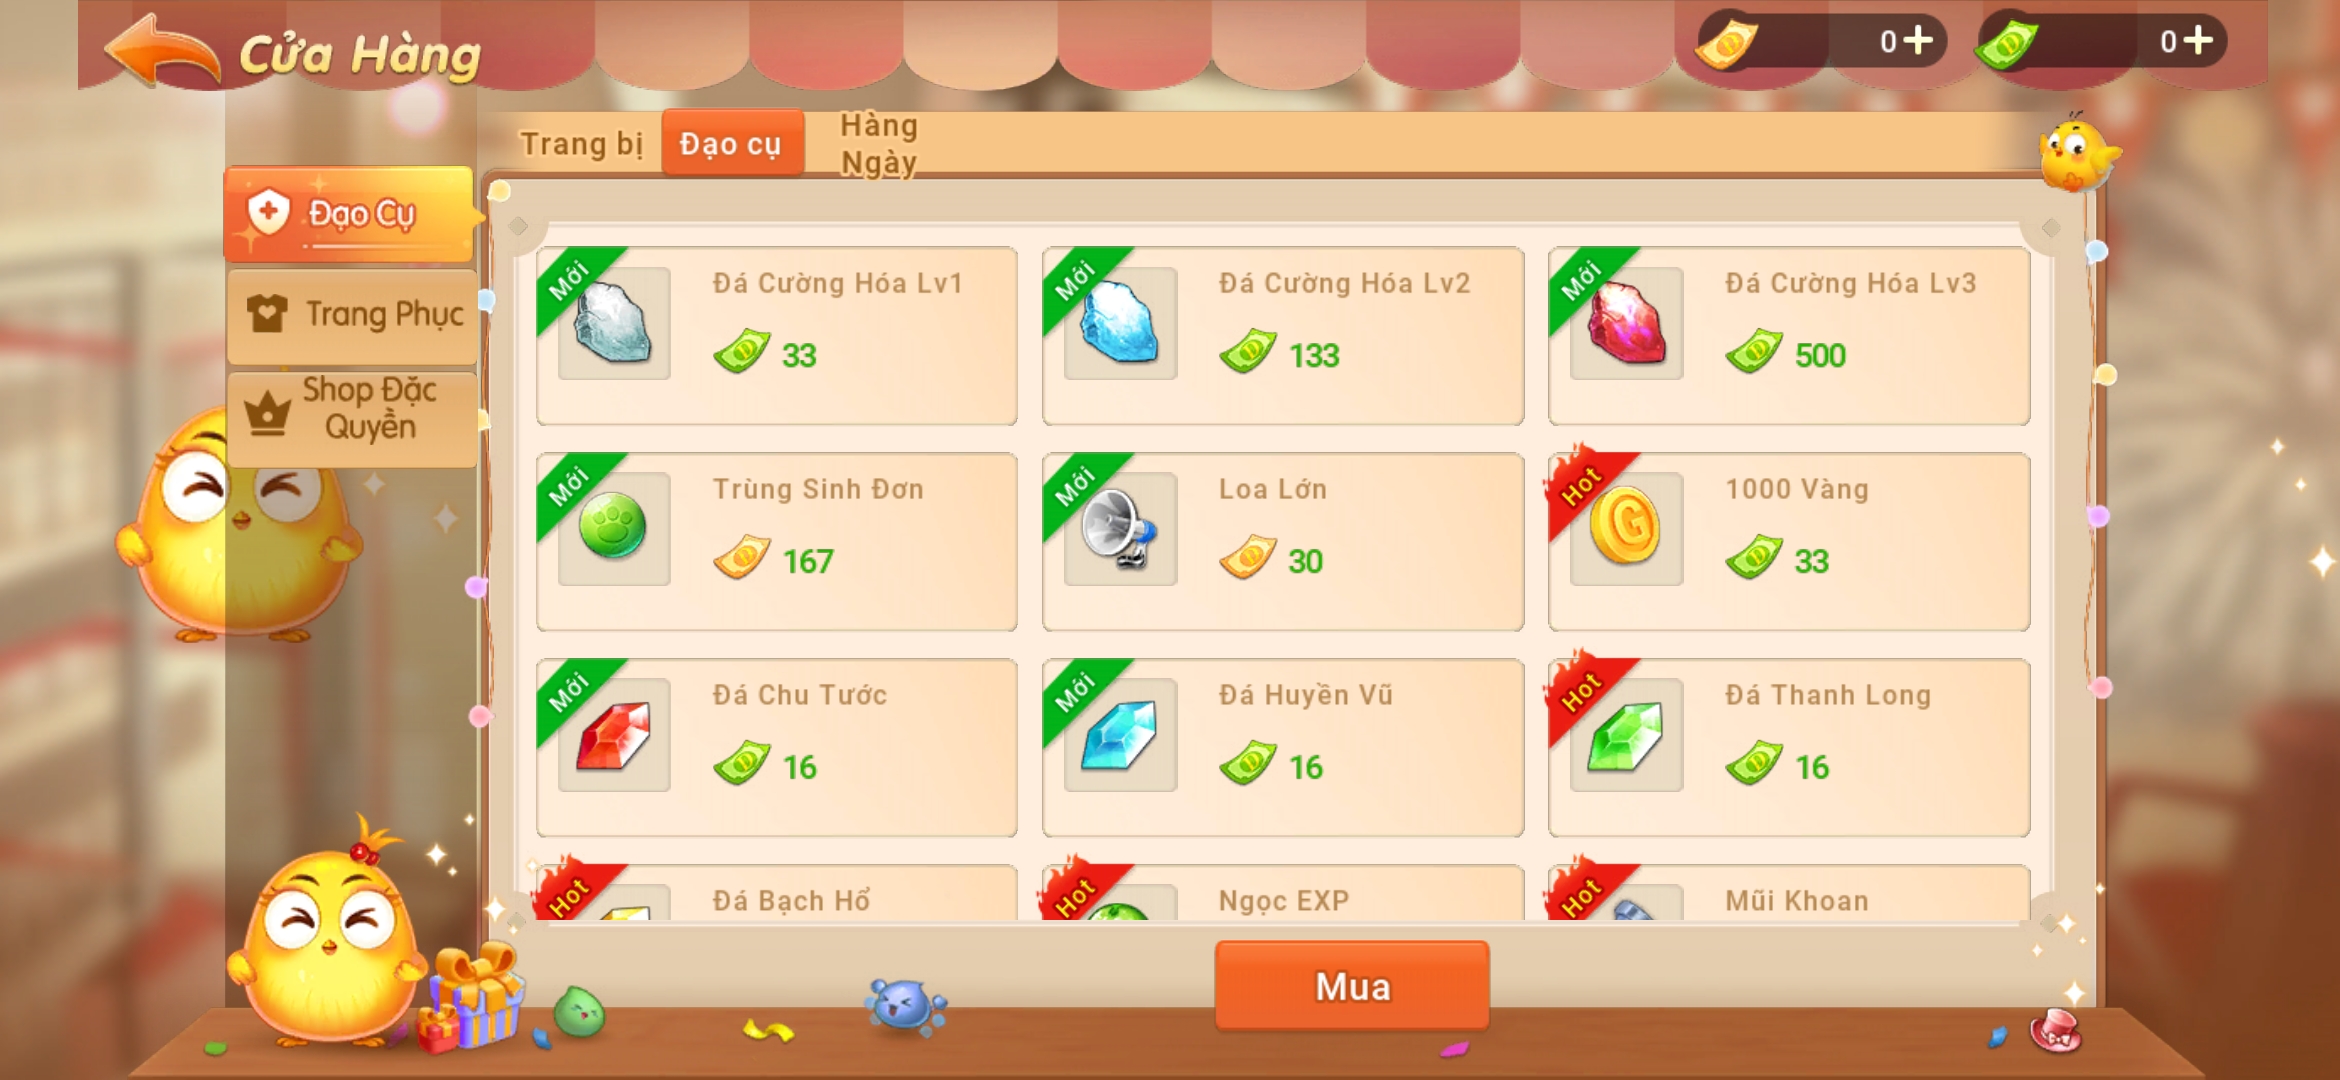 Cửa Hàng
0
0
Trang bị
Đạo cụ
Hàng
Ngày
Đạo Cụ
Trang Phục
Shop Đặc
Quyền
Mới
Đá Cường Hóa Lv1
33
Mới
Đá Cường Hóa Lv2
133
Mới
Đá Cường Hóa Lv3
500
Mới
Trùng Sinh Đơn
167
Mới
Loa Lớn
30
Hot
1000 Vàng
G
33
Mới
Đá Chu Tước
16
Mới
Đá Huyền Vũ
16
Hot
Đá Thanh Long
16
Hot
Đá Bạch Hổ
Hot
Ngọc EXP
Hot
Mũi Khoan
Mua